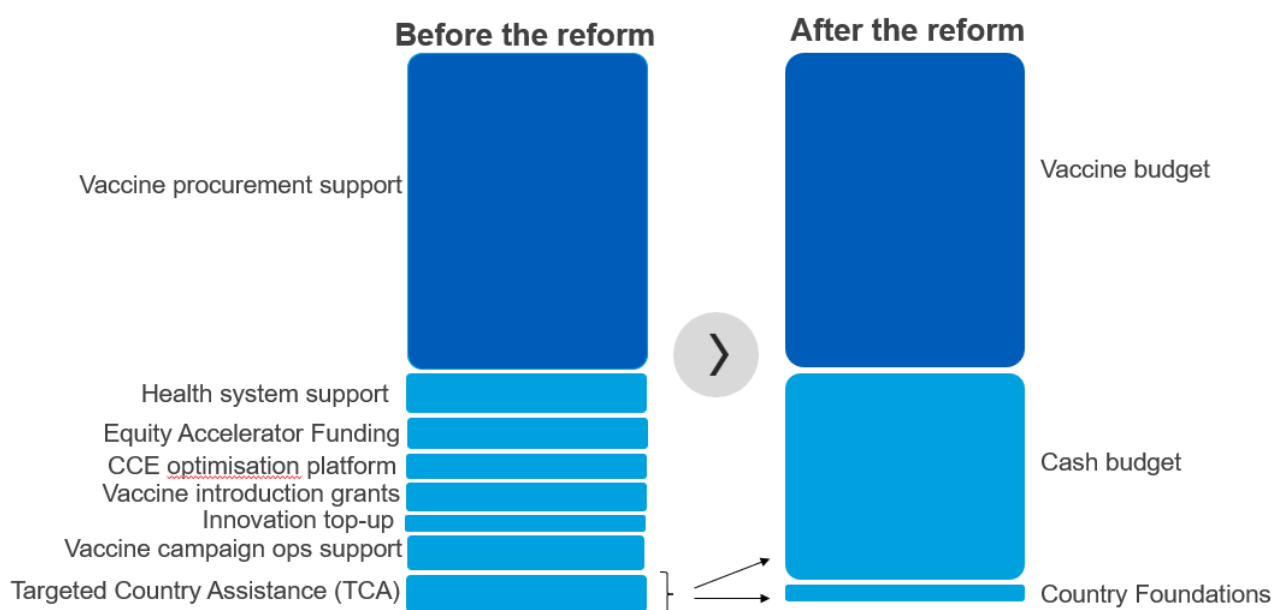 Before the reform
After the reform
Vaccine procurement support
Vaccine budget
Health system support
Equity Accelerator Funding
CCE optimisation platform
Cash budget
Vaccine introduction grants
Innovation top-up
Vaccine campaign ops support
Targeted Country Assistance (TCA)
Country Foundations